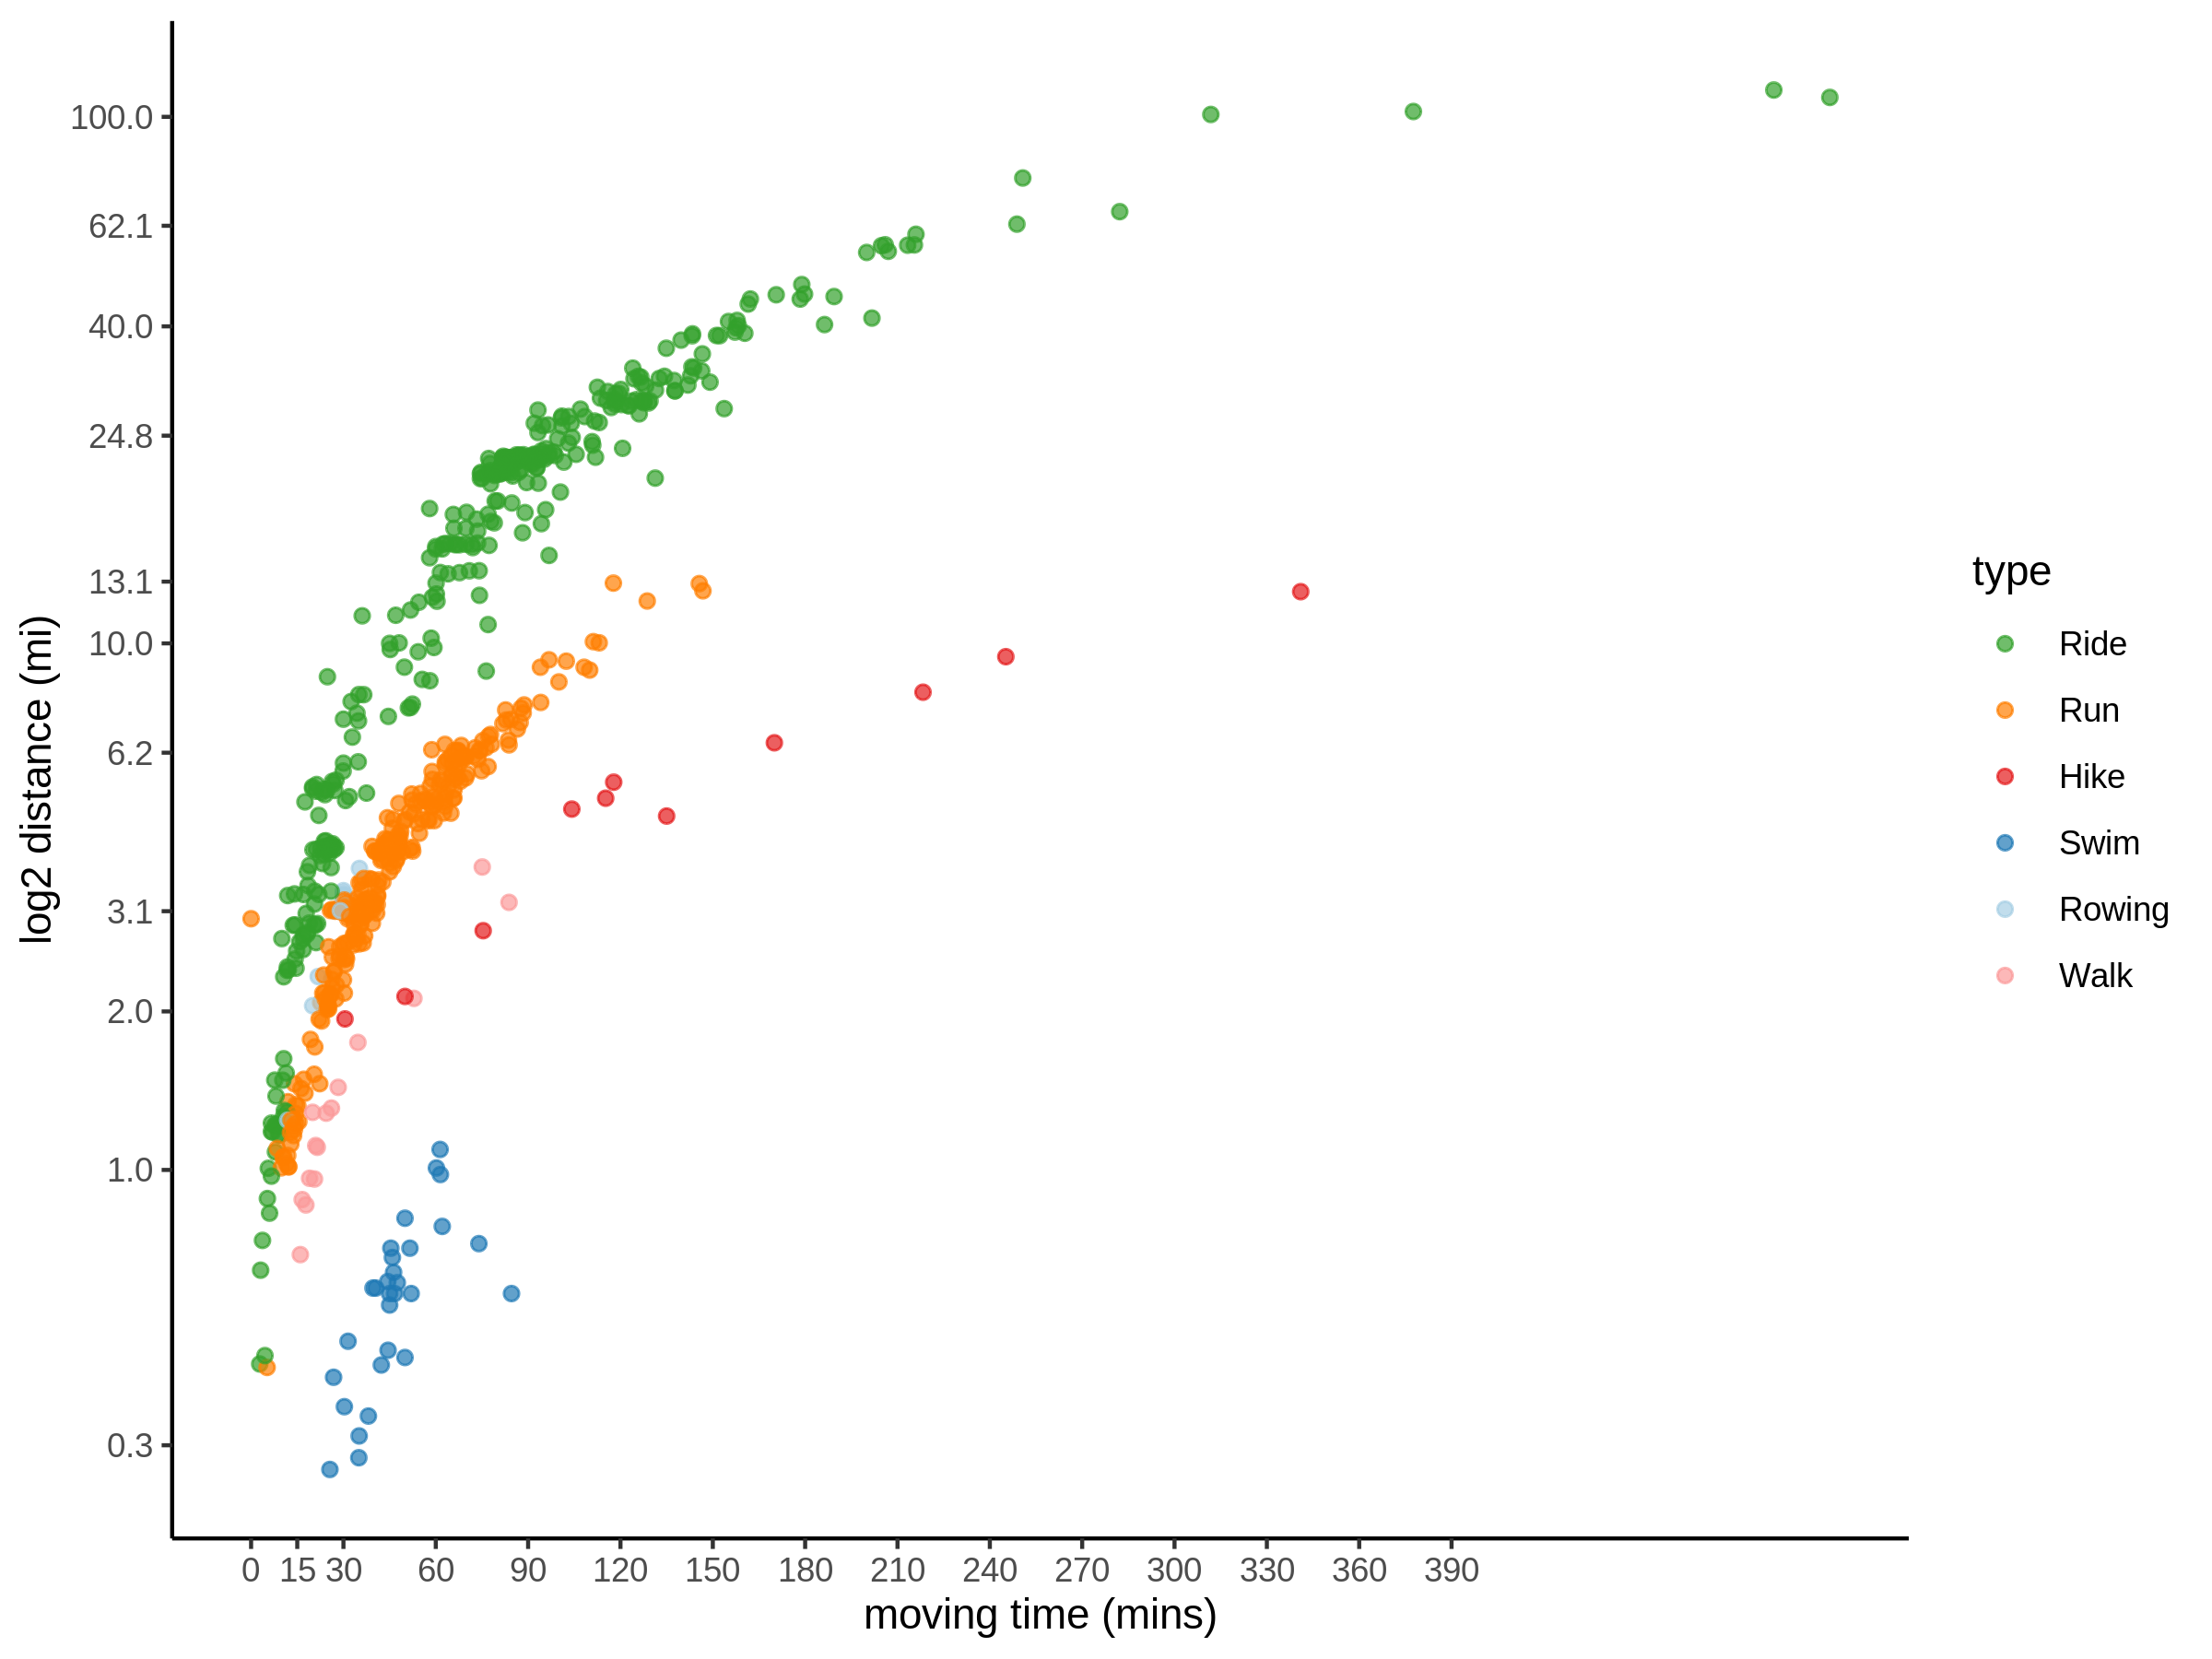 log2 distance (mi)
100.0
62.1
40.0
24.8
13.1
10.0
6.2
3.1
2.0
1.0
0.3
0 15 30 60 90 120 150 180 210 240 270 300 330 360 390
moving time (mins)
type
Ride
Run
Hike
Swim
Rowing
Walk